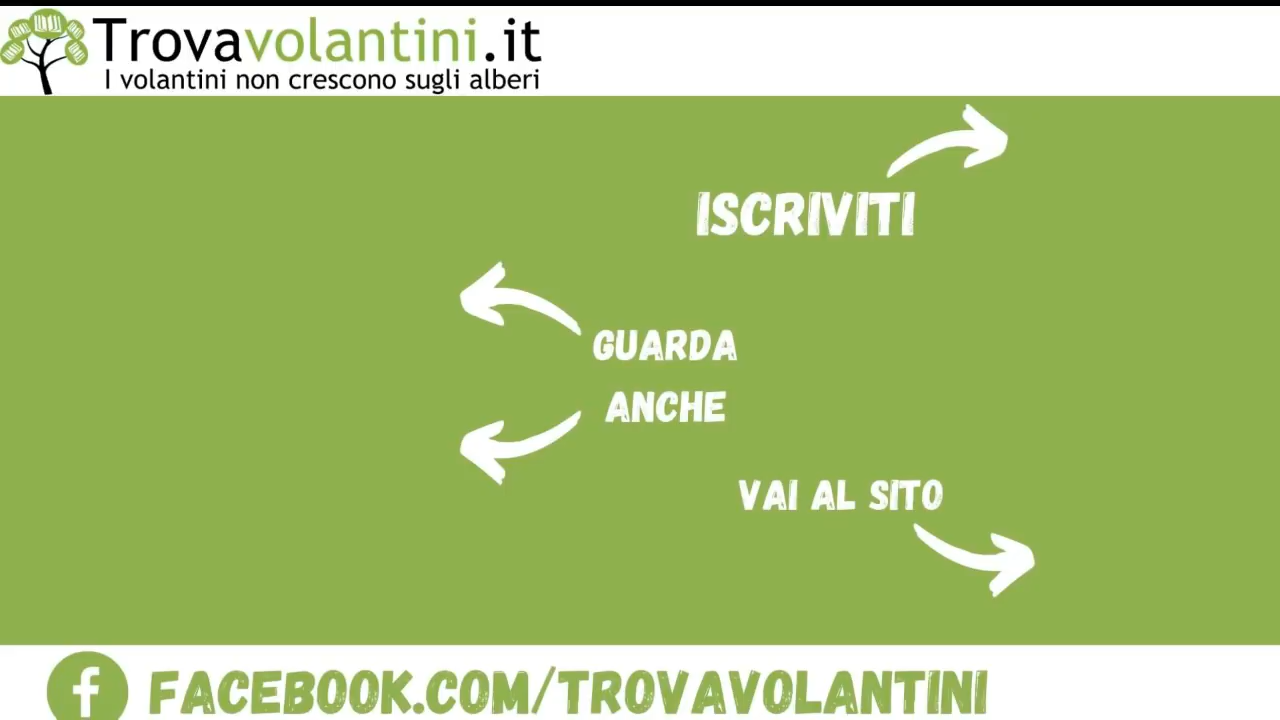 Trovavolantini.it
I volantini non crescono sugli alberi
ISCRIVITI
GUARDA
ANCHE
VAI AL SITO
f FACEBOOK.COM/TROVAVOLANTINI